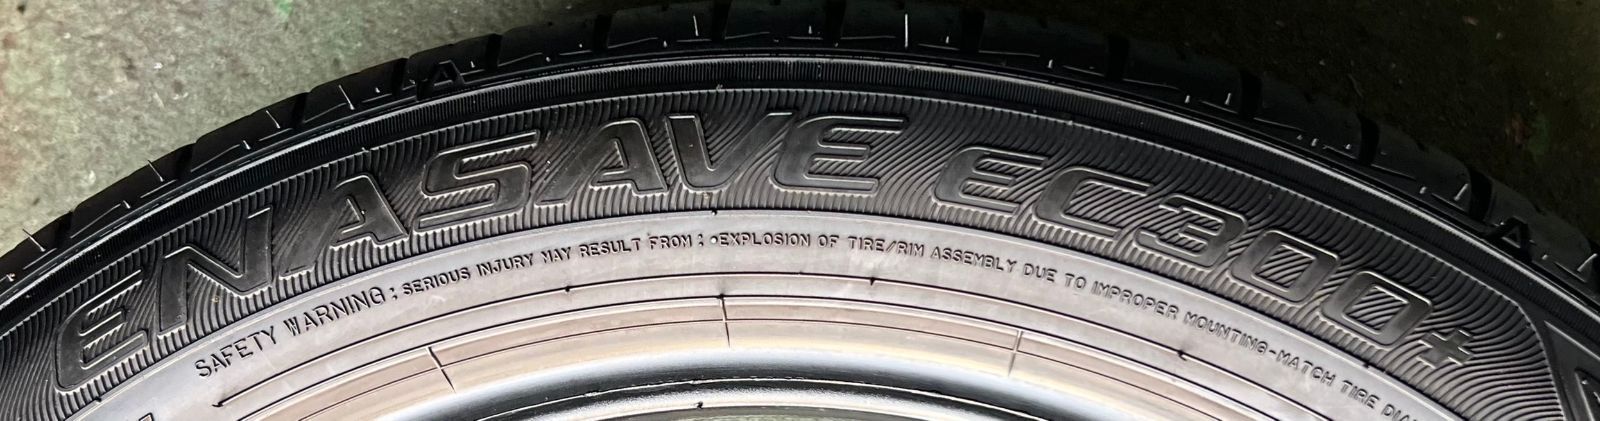 ENASAVE EC300+
SAFETY WARNING : SERIOUS INJURY MAY RESULT FROM : •EXPLOSION OF TIRE/RIM ASSEMBLY DUE TO IMPROPER MOUNTING-MATCH TIRE